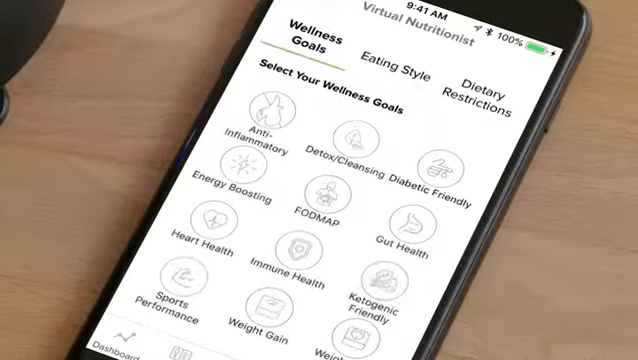 9:41 AM
100%
Virtual Nutritionist
Wellness
Goals
Eating Style
Dietary
Restrictions
Select Your Wellness Goals
Anti-
Inflammatory
Detox/Cleansing
Diabetic Friendly
Energy Boosting
FODMAP
Gut Health
Heart Health
Immune Health
Ketogenic
Friendly
Sports
Performance
Weight Gain
Dashboard